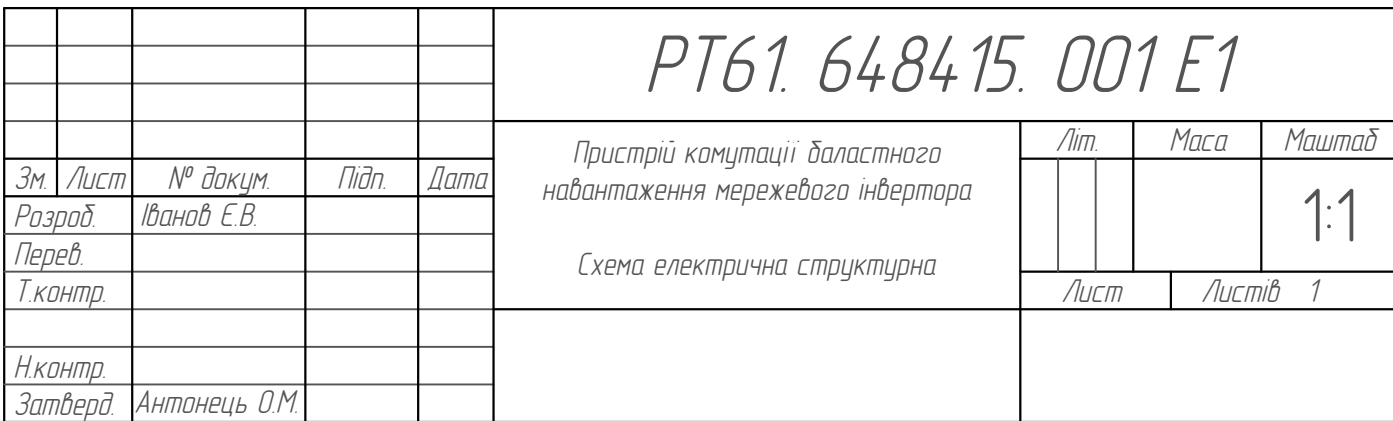 РТ61. 648415. 001 Е1
Пристрій комутації баластного
навантаження мережевого інвертора
Схема електрична структурна
Літ. Маса Маштаб
1:1
Лист Листів 1
Зм. Лист № докум. Підп. Дата
Розроб. Іванов Є.В.
Перев.
Т.контр.
Н.контр.
Затверд. Антонець О.М.